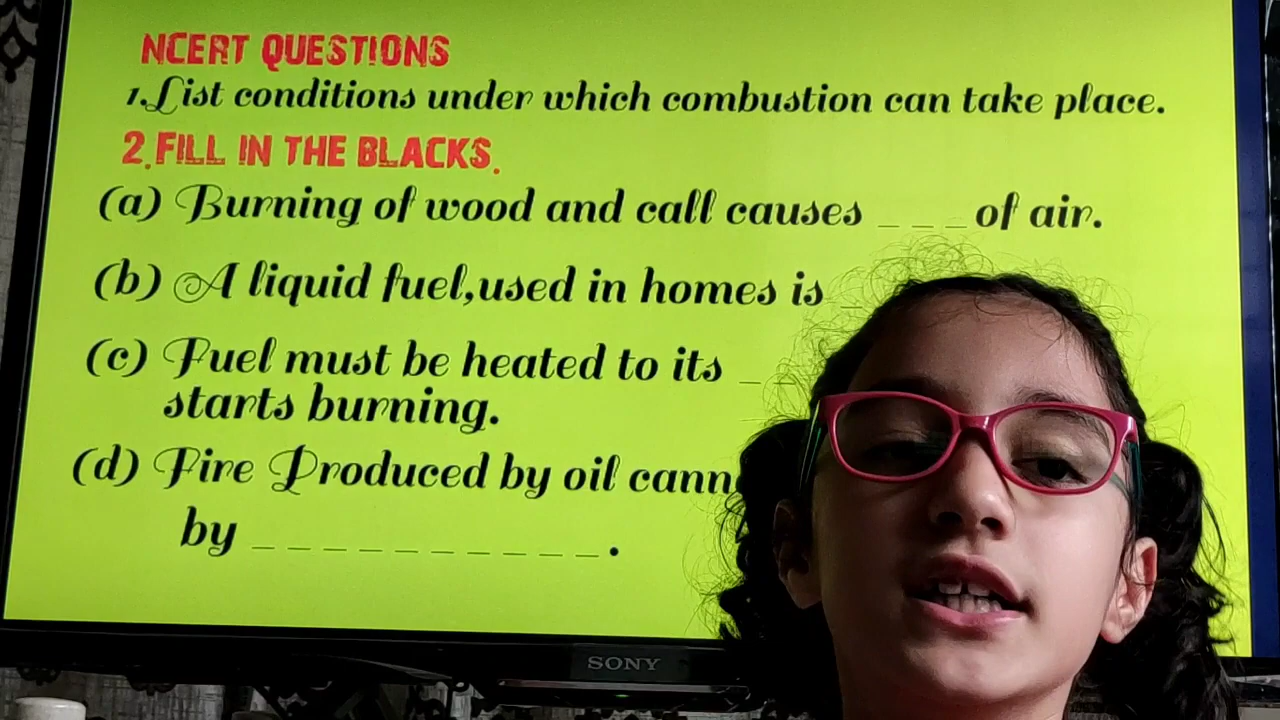 NCERT QUESTIONS
1.List conditions under which combustion can take place.
2.FILL IN THE BLACKS.
(a) Burning of wood and call causes _ _ _ of air.
(b) A liquid fuel,used in homes is _
(c) Fuel must be heated to its _ _
starts burning.
(d) Fire Produced by oil
by _ _ _ _ _ _ _ _ _ _ _.
SONY